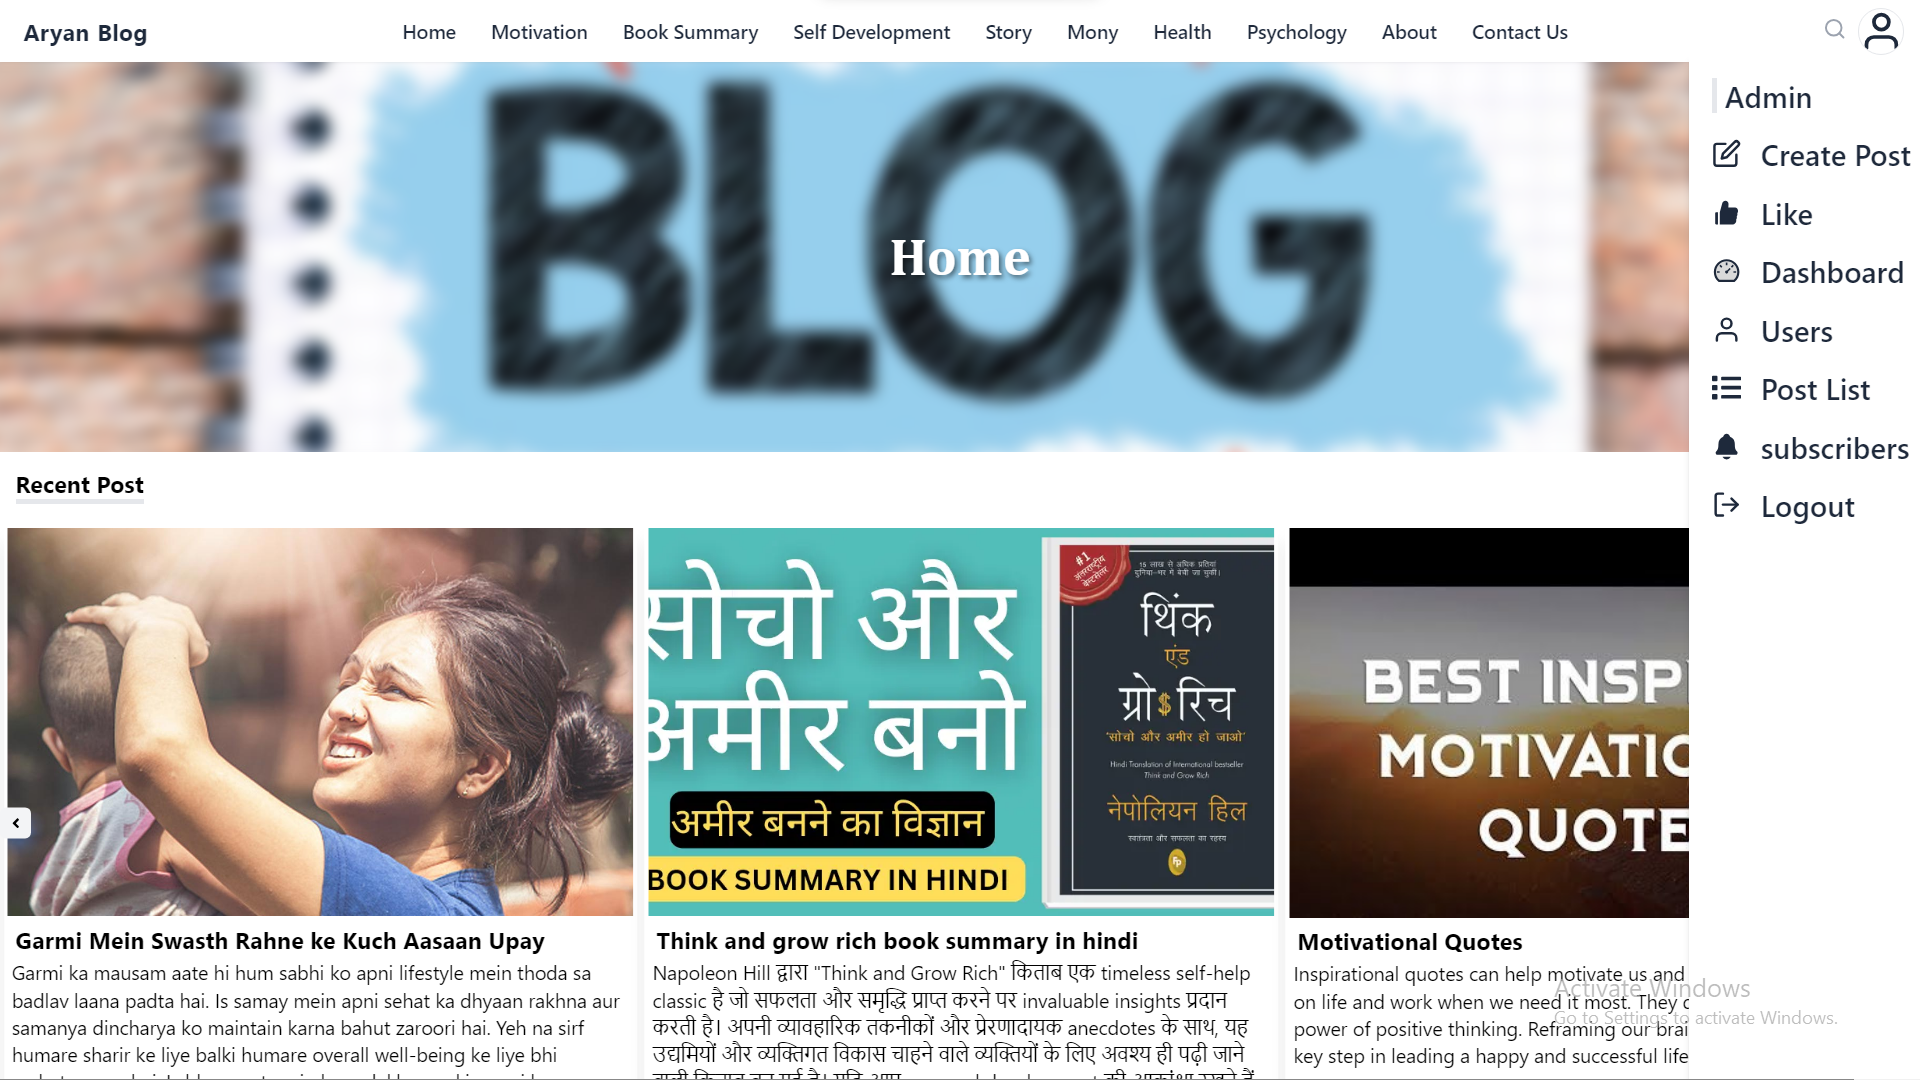 Aryan Blog
Home Motivation Book Summary Self Development Story Mony Health Psychology About Contact Us
BLOG
Home
Admin
Create Post
Like
Dashboard
Users
Post List
subscribers
Logout
Recent Post
सोचो और
अमीर बनो
अमीर बनने का विज्ञान
BOOK SUMMARY IN HINDI
#1
अंतरराष्ट्रीय
बेस्टसेलर
15 लाख से अधिक प्रतियां
दुनिया-भर में बेची जा चुकीं।
थिंक
एंड
ग्रो $ रिच
'सोचो और अमीर हो जाओ'
Hindi Translation of International bestseller
Think and Grow Rich
नेपोलियन हिल
स्वतंत्रता और सफलता का रहस्य
FP
BEST INSP
MOTIVATIO
QUOTE
Garmi Mein Swasth Rahne ke Kuch Aasaan Upay
Garmi ka mausam aate hi hum sabhi ko apni lifestyle mein thoda sa
badlav laana padta hai. Is samay mein apni sehat ka dhyaan rakhna aur
samanya dincharya ko maintain karna bahut zaroori hai. Yeh na sirf
humare sharir ke liye balki humare overall well-being ke liye bhi
Think and grow rich book summary in hindi
Napoleon Hill द्वारा "Think and Grow Rich" किताब एक timeless self-help
classic है जो सफलता और समृद्धि प्राप्त करने पर invaluable insights प्रदान
करती है। अपनी व्यावहारिक तकनीकों और प्रेरणादायक anecdotes के साथ, यह
उद्यमियों और व्यक्तिगत विकास चाहने वाले व्यक्तियों के लिए अवश्य ही पढ़ी जाने
Motivational Quotes
Inspirational quotes can help motivate us and
on life and work when we need it most. They c
power of positive thinking. Reframing our brai
key step in leading a happy and successful life
Activate Windows
Go to Settings to activate Windows.